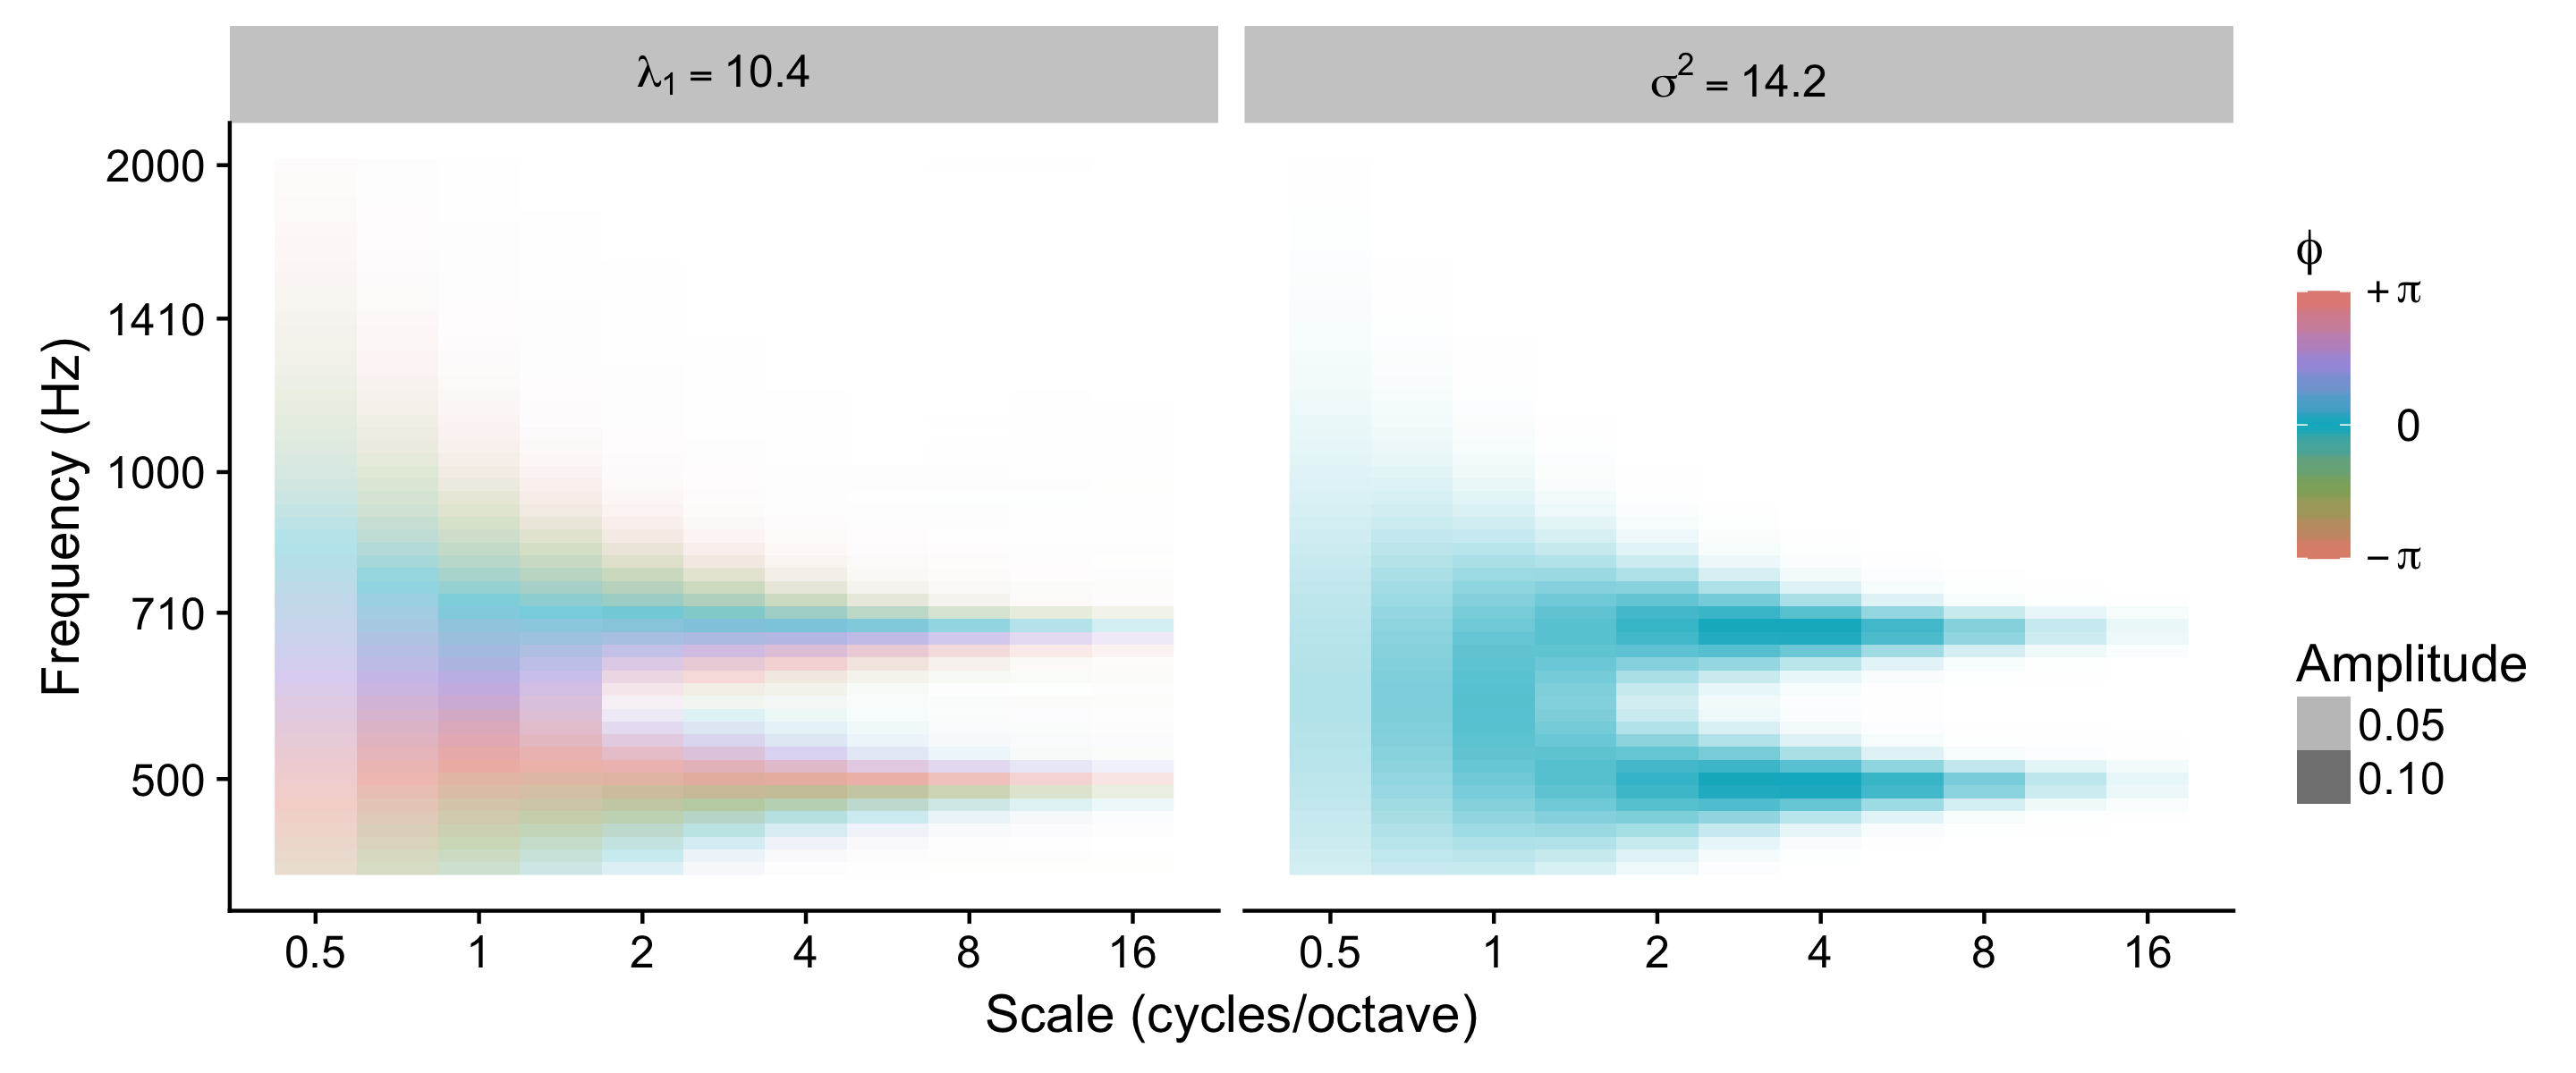 λ₁ = 10.4
σ² = 14.2
Frequency (Hz)
2000
1410
1000
710
500
0.5 1 2 4 8 16
0.5 1 2 4 8 16
Scale (cycles/octave)
ϕ
+π
0
−π
Amplitude
0.05
0.10